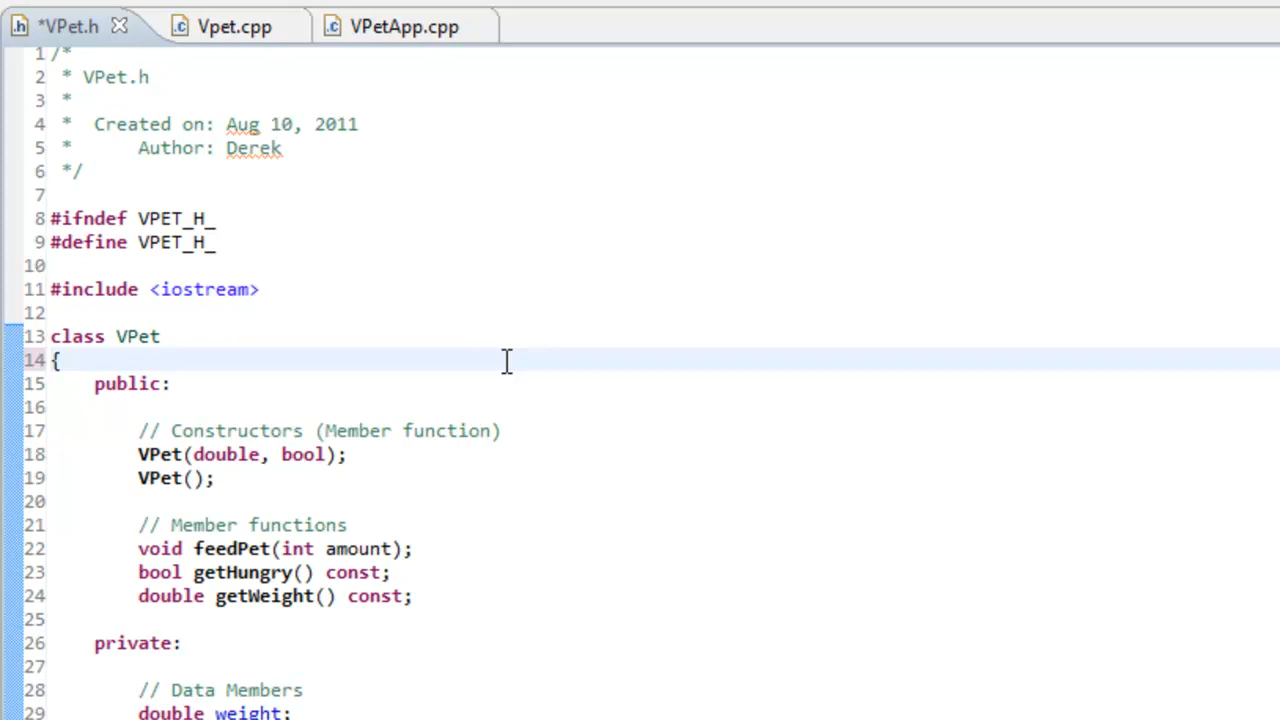 *VPet.h Vpet.cpp VPetApp.cpp
1 /*
2  * VPet.h
3  *
4  *  Created on: Aug 10, 2011
5  *      Author: Derek
6  */
7
8 #ifndef VPET_H_
9 #define VPET_H_
10
11 #include <iostream>
12
13 class VPet
14 {
15     public:
16
17         // Constructors (Member function)
18         VPet(double, bool);
19         VPet();
20
21         // Member functions
22         void feedPet(int amount);
23         bool getHungry() const;
24         double getWeight() const;
25
26     private:
27
28         // Data Members
29         double weight;